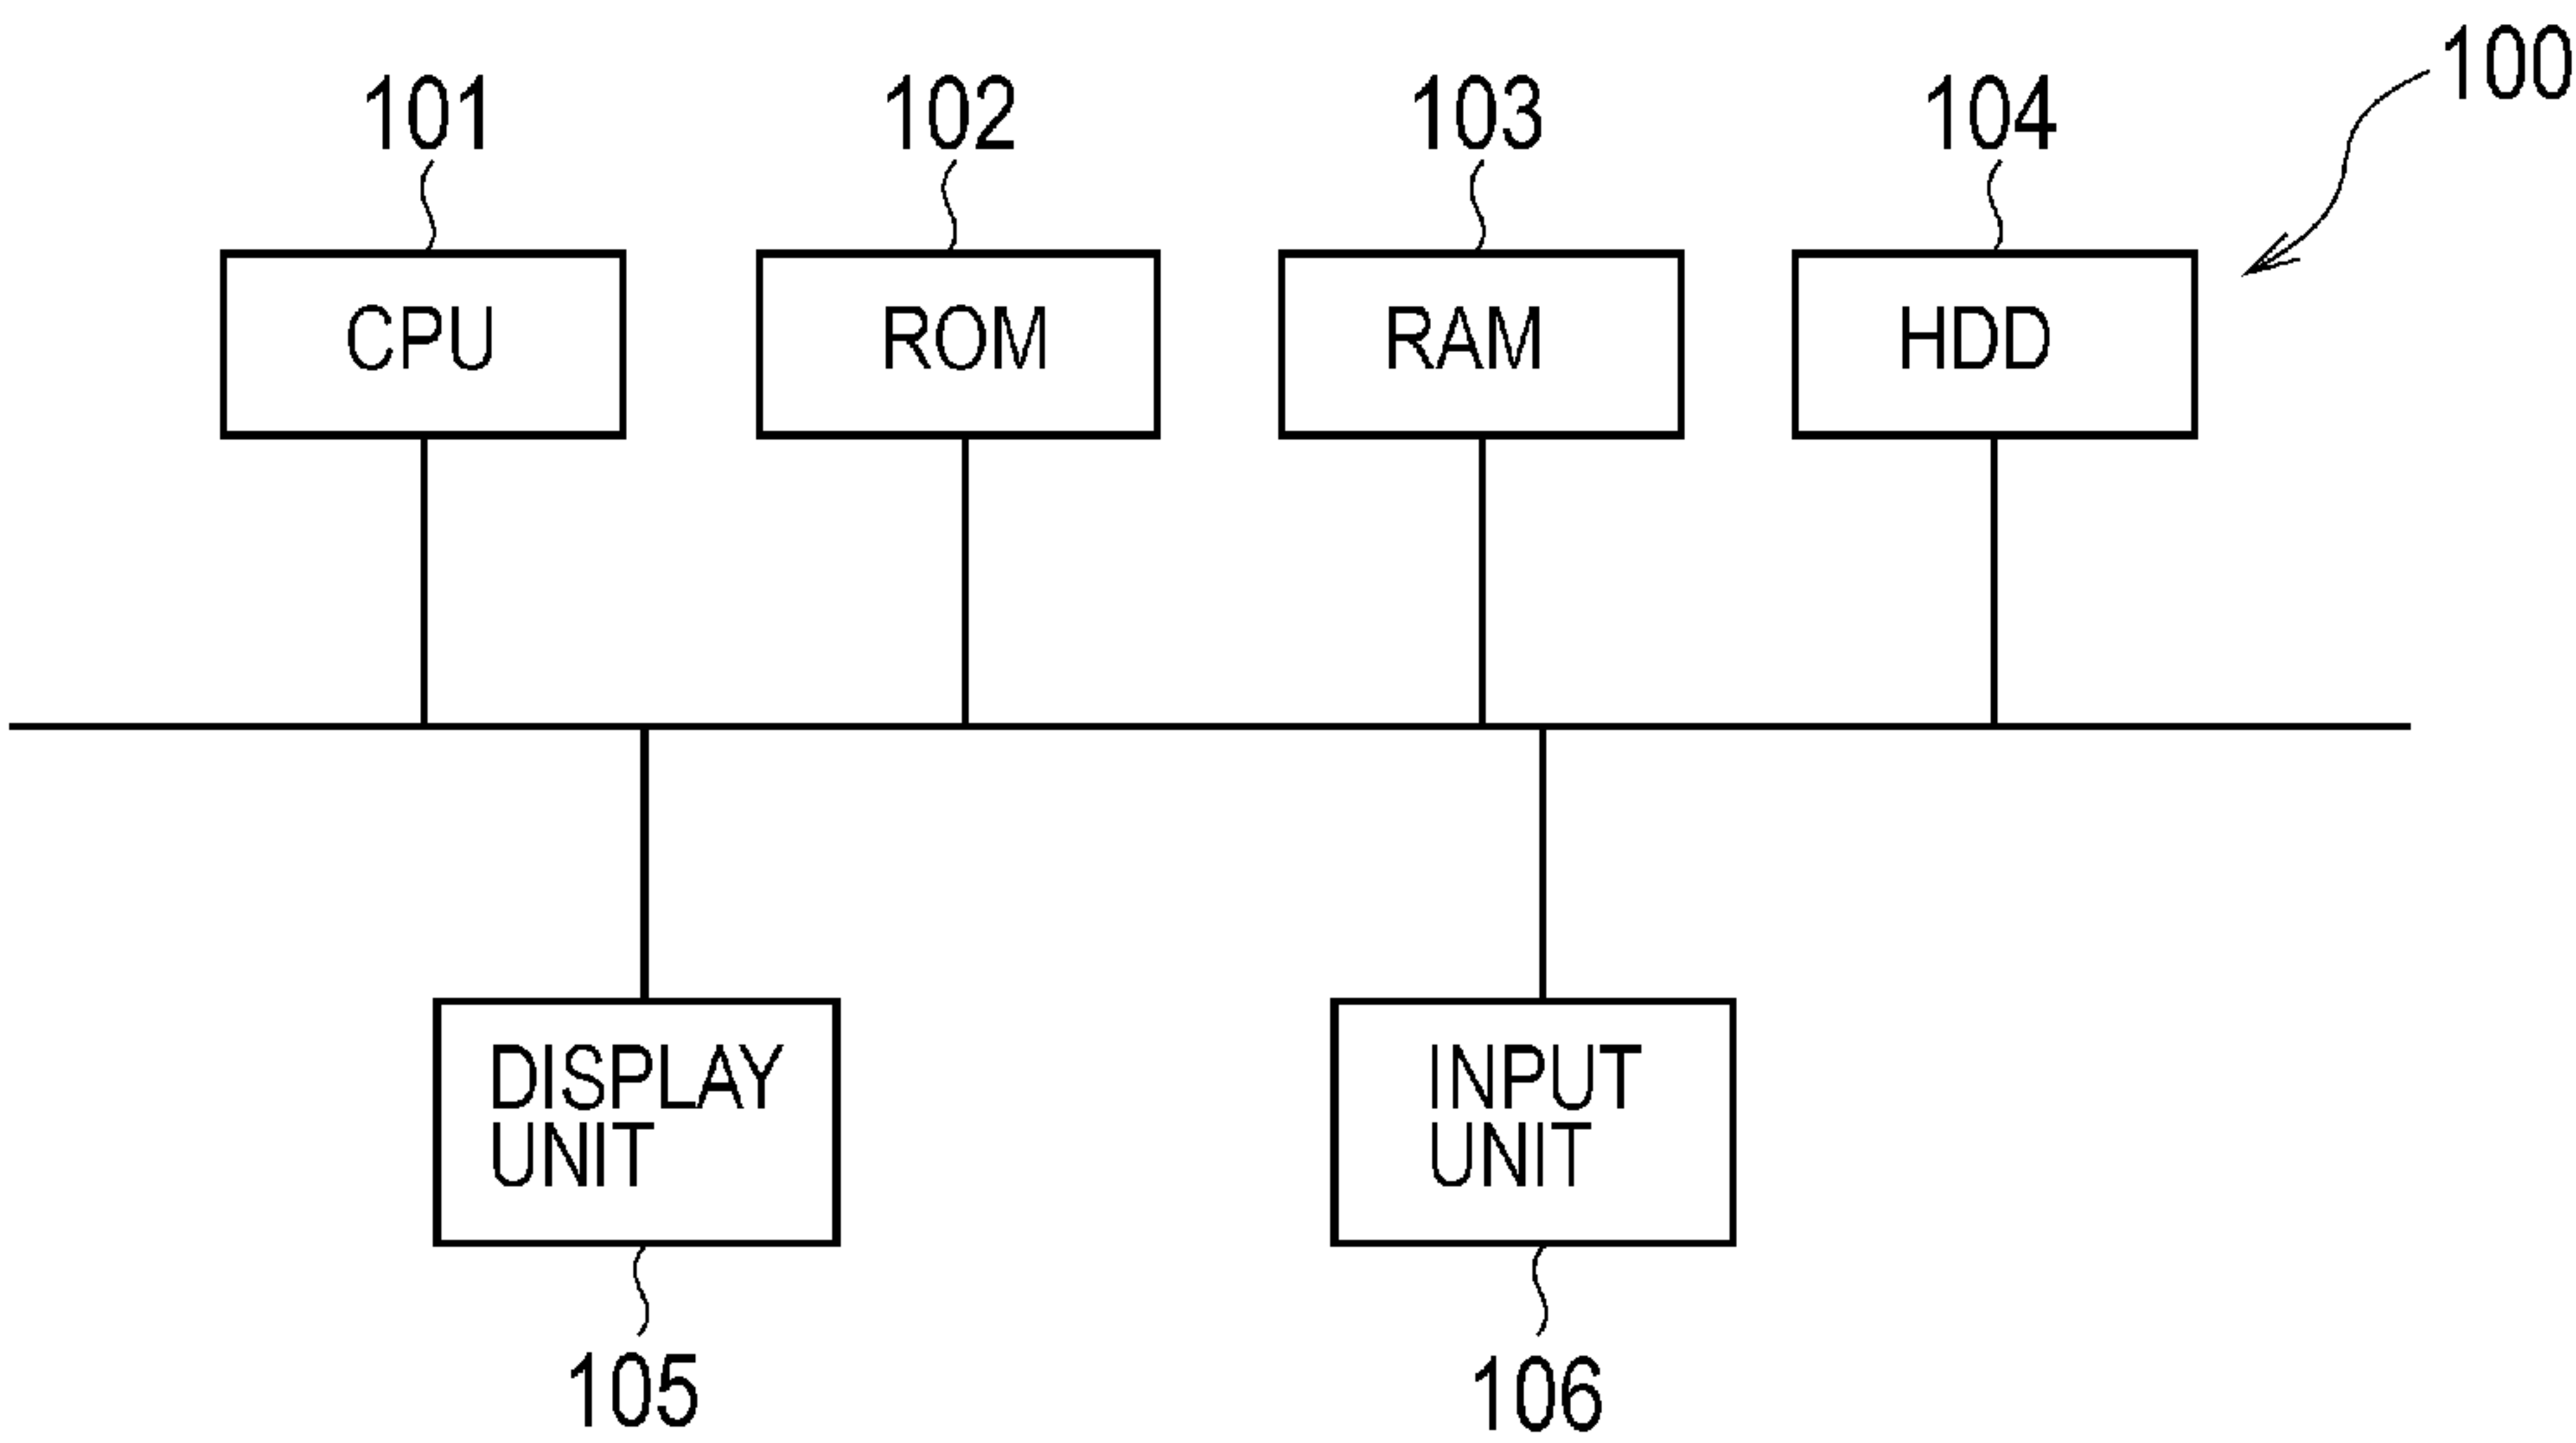 100
101
102
103
104
CPU
ROM
RAM
HDD
DISPLAY
UNIT
INPUT
UNIT
105
106